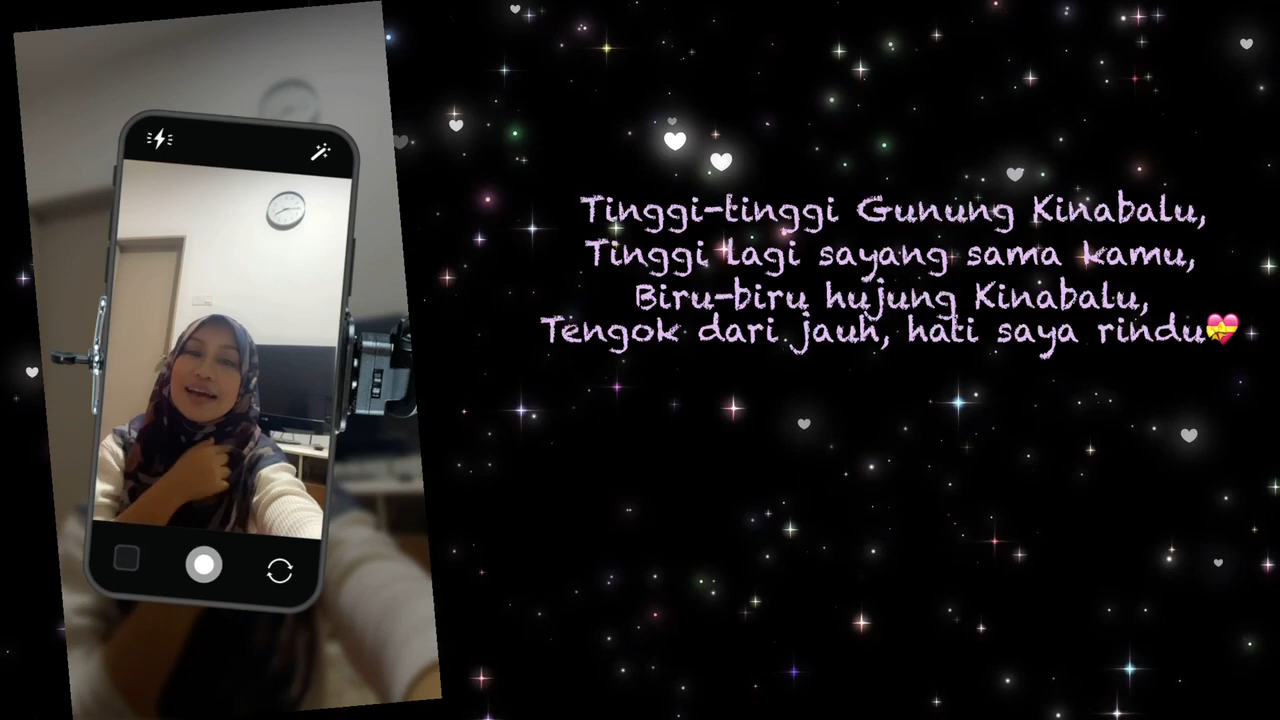 Tinggi-tinggi Gunung Kinabalu,
Tinggi lagi sayang sama kamu,
Biru-biru hujung Kinabalu,
Tengok dari jauh, hati saya rindu💝